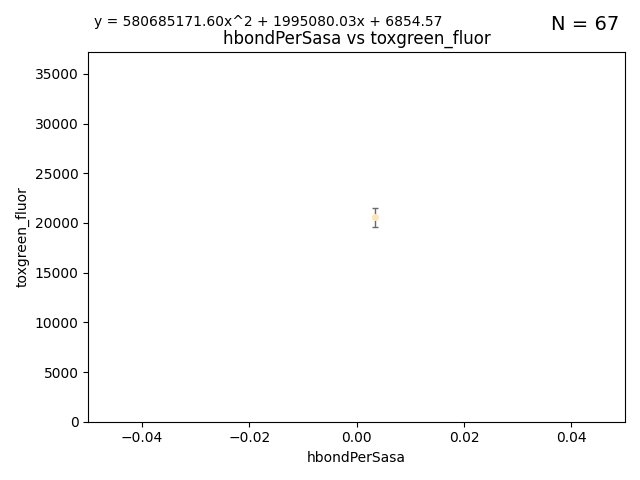 y = 580685171.60x^2 + 1995080.03x + 6854.57
N = 67
hbondPerSasa vs toxgreen_fluor
35000
30000
25000
20000
15000
10000
5000
0
toxgreen_fluor
−0.04
−0.02
0.00
0.02
0.04
hbondPerSasa